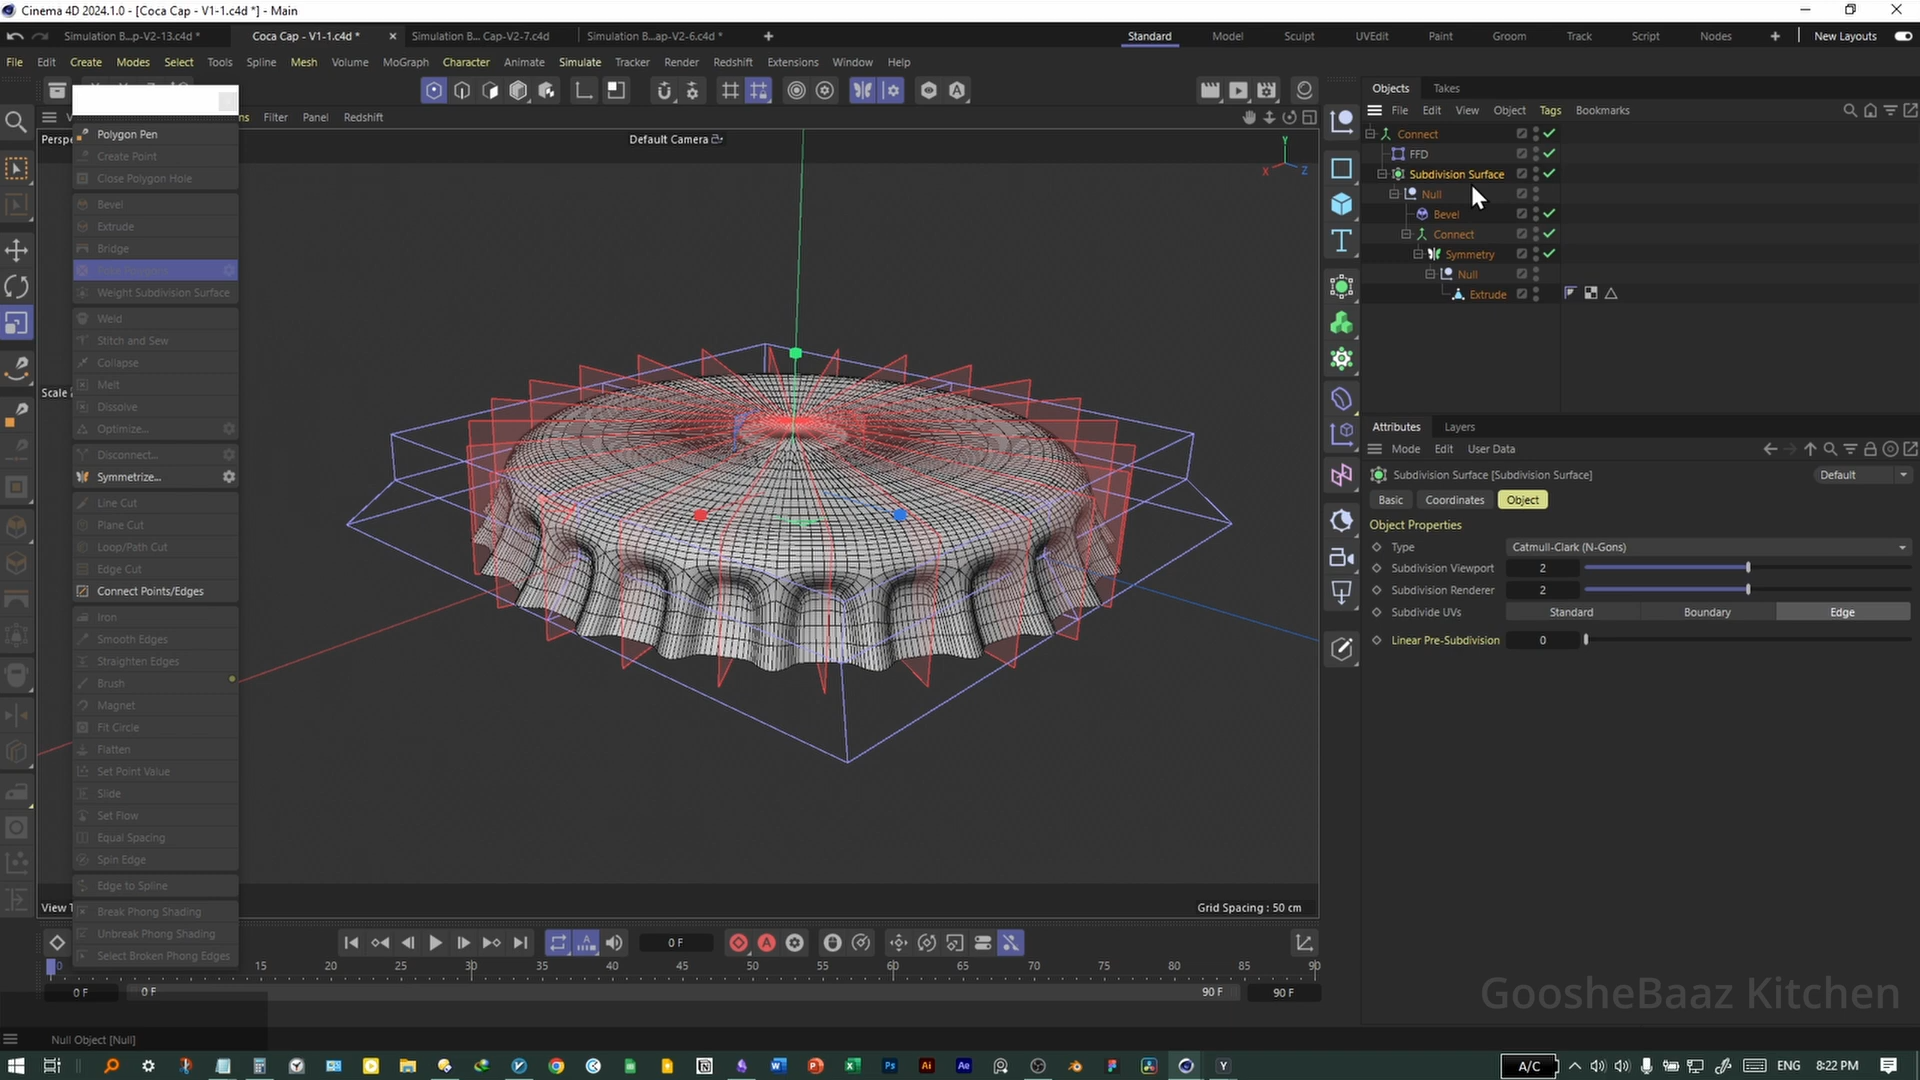 Cinema 4D 2024.1.0 - [Coca Cap - V1-1.c4d *] - Main
Simulation B...p-V2-13.c4d *
Coca Cap - V1-1.c4d *
Simulation B... Cap-V2-7.c4d
Simulation B...ap-V2-6.c4d *
Standard
Model
Sculpt
UVEdit
Paint
Groom
Track
Script
Nodes
New Layouts
File
Edit
Create
Modes
Select
Tools
Spline
Mesh
Volume
MoGraph
Character
Animate
Simulate
Tracker
Render
Redshift
Extensions
Window
Help
Objects
Takes
File
Edit
View
Object
Tags
Bookmarks
Filter
Panel
Redshift
Default Camera
Y
X
Z
Scale
Polygon Pen
Create Point
Close Polygon Hole
Bevel
Extrude
Bridge
Weight Subdivision Surface
Weld
Stitch and Sew
Collapse
Melt
Dissolve
Optimize...
Disconnect...
Symmetrize...
Line Cut
Plane Cut
Loop/Path Cut
Edge Cut
Connect Points/Edges
Iron
Smooth Edges
Straighten Edges
Brush
Magnet
Fit Circle
Flatten
Set Point Value
Slide
Set Flow
Equal Spacing
Spin Edge
Edge to Spline
Break Phong Shading
Unbreak Phong Shading
Select Broken Phong Edges
Connect
FFD
Subdivision Surface
Null
Bevel
Connect
Symmetry
Null
Extrude
Attributes
Layers
Mode
Edit
User Data
Subdivision Surface [Subdivision Surface]
Default
Basic
Coordinates
Object
Object Properties
Type
Catmull-Clark (N-Gons)
Subdivision Viewport
2
Subdivision Renderer
2
Subdivide UVs
Standard
Boundary
Edge
Linear Pre-Subdivision
0
Grid Spacing : 50 cm
0 F
0 15 20 25 30 35 40 45 50 55 60 65 70 75 80 85 90
0 F
0 F
90 F
90 F
Null Object [Null]
GoosheBaaz Kitchen
A/C
ENG
8:22 PM